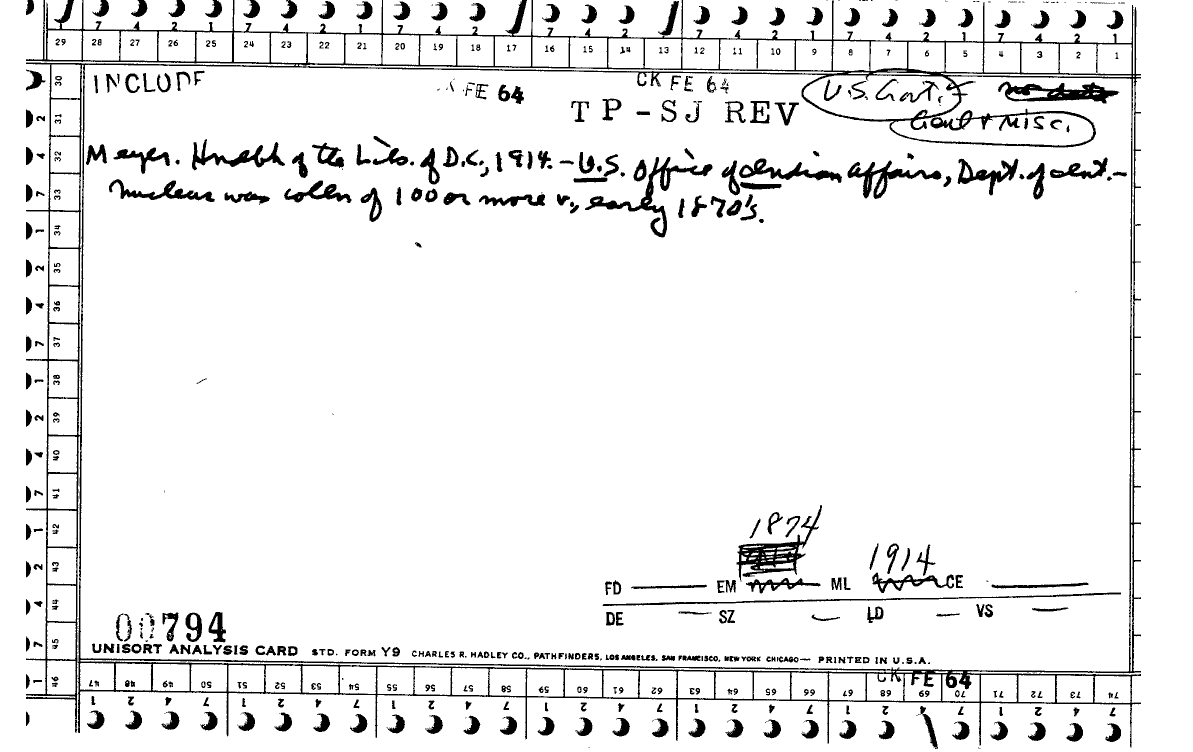 7 4 2 1 7 4 2 1 7 4 2 7 4 2 7 4 2 1 7 4 2 1 7 4 2 1
29 28 27 26 25 24 23 22 21 20 19 18 17 16 15 14 13 12 11 10 9 8 7 6 5 4 3 2 1
INCLUDE
CK FE 64
CK FE 64
TP-SJ REV
U.S. Govt.
Govt & Misc.
Meyer. Hndbk of the Libs. of D.C., 1914. - U.S. Office of Indian Affairs, Dept. of Int. -
nucleus was colln of 100 or more v., early 1870's.
30
2 31
4 32
7 33
1 34
2 35
4 36
7 37
1 38
2 39
4 40
7 41
1 42
2 43
4 44
7 45
1 46
1874
1914
FD EM ML CE
DE SZ LD VS
00794
UNISORT ANALYSIS CARD STD. FORM Y9 CHARLES R. HADLEY CO., PATHFINDERS, LOS ANGELES, SAN FRANCISCO, NEW YORK CHICAGO— PRINTED IN U.S.A.
CK FE 64
47 48 49 50 51 52 53 54 55 56 57 58 59 60 61 62 63 64 65 66 67 68 69 70 71 72 73 74
1 2 4 7 1 2 4 7 1 2 4 7 1 2 4 7 1 2 4 7 1 2 4 7 1 2 4 7